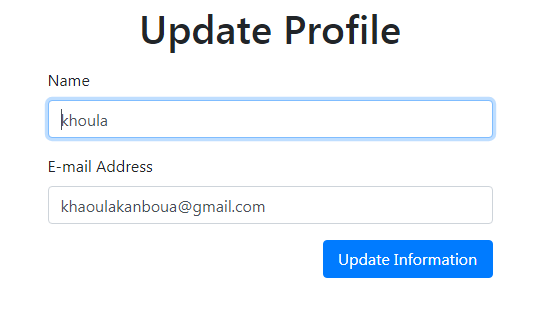 Update Profile
Name
khoula
E-mail Address
khaoulakanboua@gmail.com
Update Information